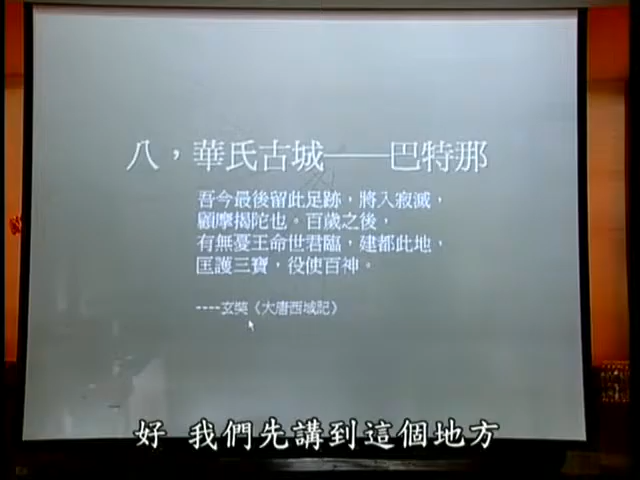 八，華氏古城——巴特那
吾今最後留此足跡，將入寂滅，
顧摩揭陀也。百歲之後，
有無憂王命世君臨，建都此地，
匡護三寶，役使百神。
----玄奘《大唐西域記》
好 我們先講到這個地方